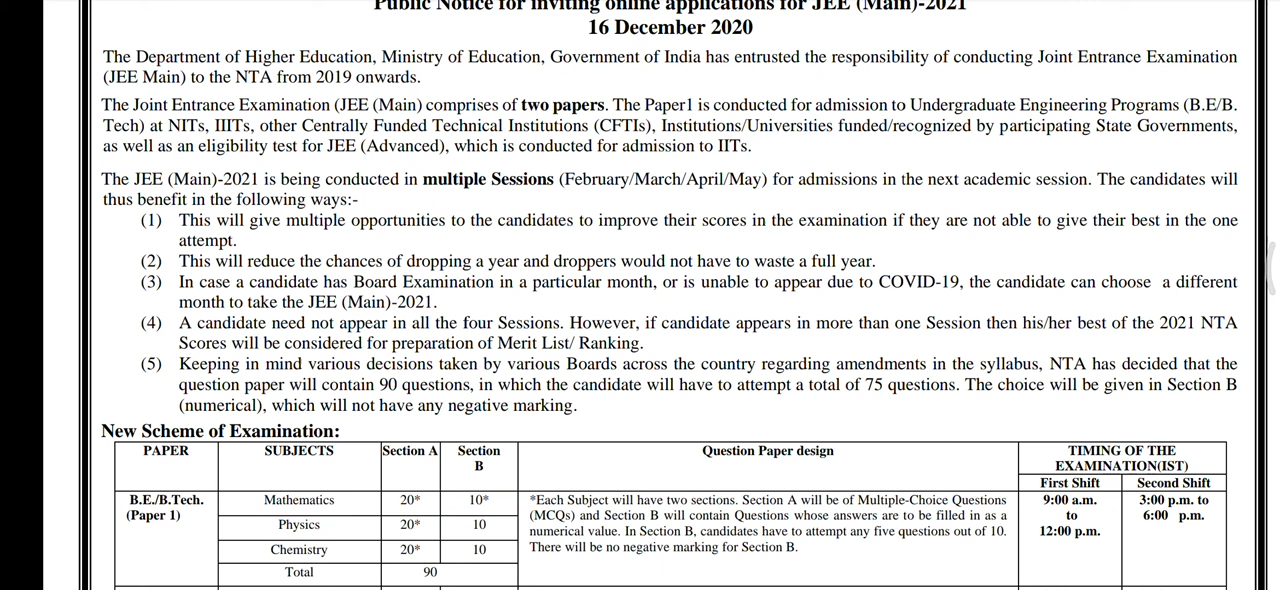 Public Notice for inviting online applications for JEE (Main)-2021
16 December 2020
The Department of Higher Education, Ministry of Education, Government of India has entrusted the responsibility of conducting Joint Entrance Examination
(JEE Main) to the NTA from 2019 onwards.
The Joint Entrance Examination (JEE (Main) comprises of two papers. The Paper1 is conducted for admission to Undergraduate Engineering Programs (B.E/B.
Tech) at NITs, IIITs, other Centrally Funded Technical Institutions (CFTIs), Institutions/Universities funded/recognized by participating State Governments,
as well as an eligibility test for JEE (Advanced), which is conducted for admission to IITs.
The JEE (Main)-2021 is being conducted in multiple Sessions (February/March/April/May) for admissions in the next academic session. The candidates will
thus benefit in the following ways:-
(1) This will give multiple opportunities to the candidates to improve their scores in the examination if they are not able to give their best in the one
attempt.
(2) This will reduce the chances of dropping a year and droppers would not have to waste a full year.
(3) In case a candidate has Board Examination in a particular month, or is unable to appear due to COVID-19, the candidate can choose a different
month to take the JEE (Main)-2021.
(4) A candidate need not appear in all the four Sessions. However, if candidate appears in more than one Session then his/her best of the 2021 NTA
Scores will be considered for preparation of Merit List/ Ranking.
(5) Keeping in mind various decisions taken by various Boards across the country regarding amendments in the syllabus, NTA has decided that the
question paper will contain 90 questions, in which the candidate will have to attempt a total of 75 questions. The choice will be given in Section B
(numerical), which will not have any negative marking.
New Scheme of Examination:
PAPER SUBJECTS Section A Section B Question Paper design TIMING OF THE EXAMINATION(IST)
First Shift Second Shift
B.E./B.Tech. (Paper 1)
Mathematics 20* 10*
Physics 20* 10
Chemistry 20* 10
Total 90
*Each Subject will have two sections. Section A will be of Multiple-Choice Questions
(MCQs) and Section B will contain Questions whose answers are to be filled in as a
numerical value. In Section B, candidates have to attempt any five questions out of 10.
There will be no negative marking for Section B.
9:00 a.m.
to
12:00 p.m.
3:00 p.m. to
6:00 p.m.